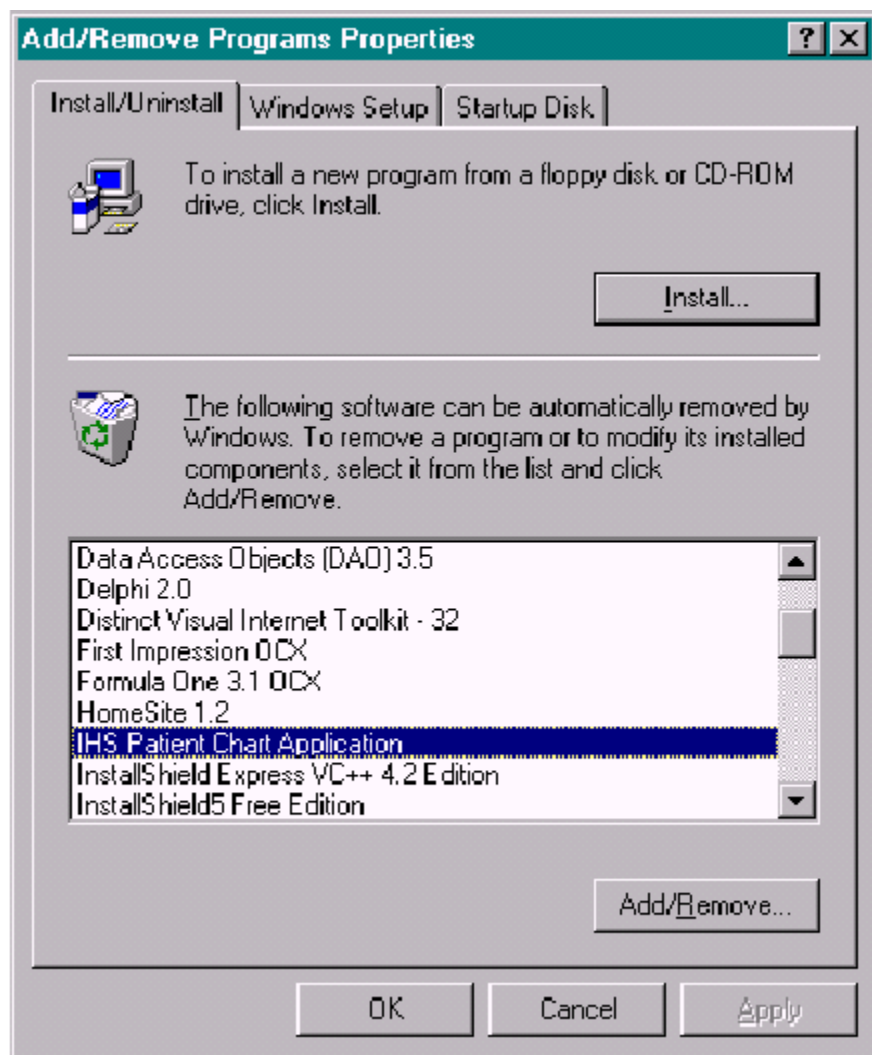 Add/Remove Programs Properties
Install/Uninstall
Windows Setup
Startup Disk
To install a new program from a floppy disk or CD-ROM
drive, click Install.
Install...
The following software can be automatically removed by
Windows. To remove a program or to modify its installed
components, select it from the list and click
Add/Remove.
Data Access Objects (DAO) 3.5
Delphi 2.0
Distinct Visual Internet Toolkit - 32
First Impression OCX
Formula One 3.1 OCX
HomeSite 1.2
IHS Patient Chart Application
InstallShield Express VC++ 4.2 Edition
InstallShield5 Free Edition
Add/Remove...
OK
Cancel
Apply